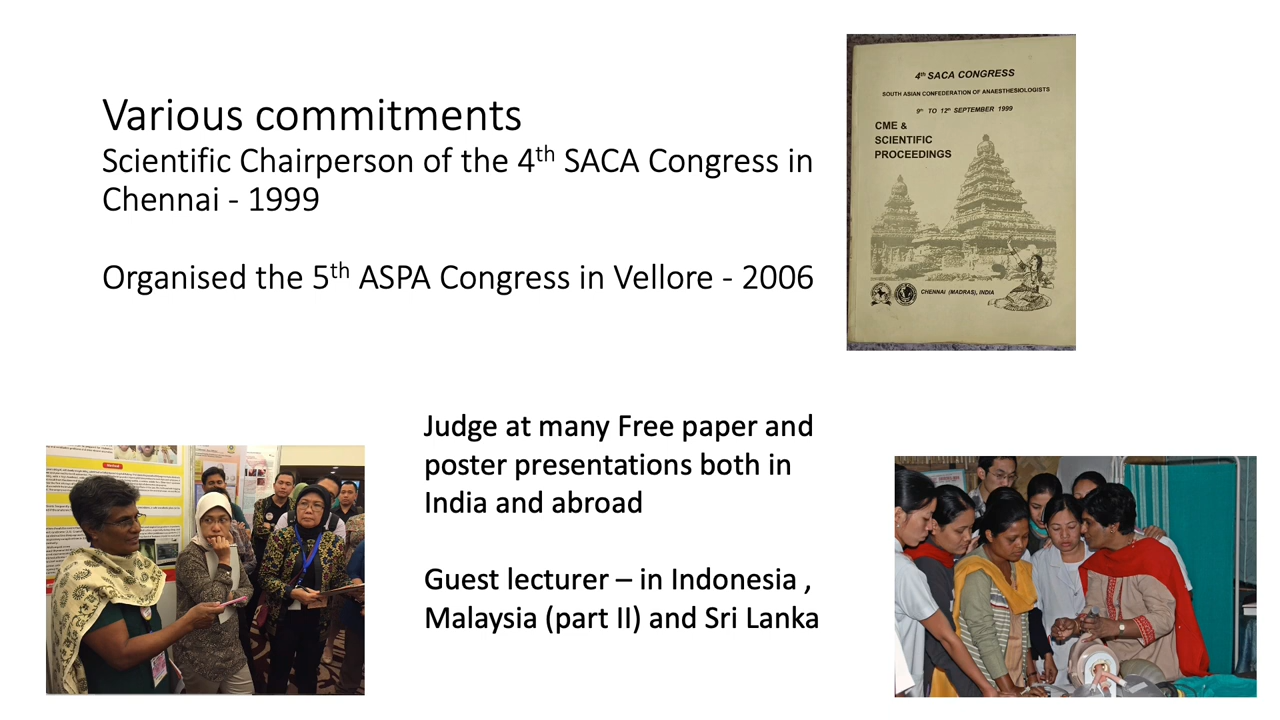 Various commitments
Scientific Chairperson of the 4th SACA Congress in
Chennai - 1999
Organised the 5th ASPA Congress in Vellore - 2006
4th SACA CONGRESS
SOUTH ASIAN CONFEDERATION OF ANAESTHESIOLOGISTS
9th TO 12th SEPTEMBER 1999
CME &
SCIENTIFIC
PROCEEDINGS
CHENNAI (MADRAS), INDIA
Judge at many Free paper and
poster presentations both in
India and abroad
Guest lecturer – in Indonesia ,
Malaysia (part II) and Sri Lanka